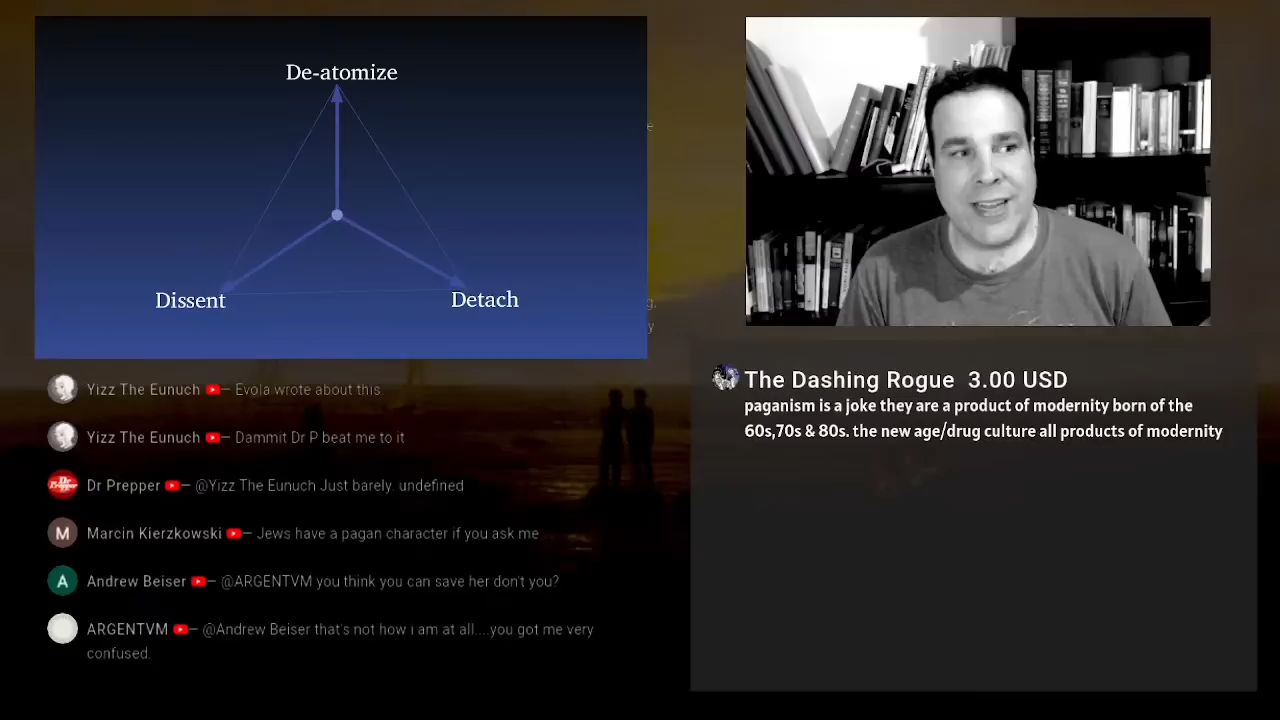 De-atomize
Dissent
Detach
e
g,
y
Yizz The Eunuch — Evola wrote about this.
Yizz The Eunuch — Dammit Dr P beat me to it
Dr Prepper — @Yizz The Eunuch Just barely. undefined
M Marcin Kierzkowski — Jews have a pagan character if you ask me
A Andrew Beiser — @ARGENTVM you think you can save her don't you?
ARGENTVM — @Andrew Beiser that's not how i am at all....you got me very
confused.
The Dashing Rogue 3.00 USD
paganism is a joke they are a product of modernity born of the
60s,70s & 80s. the new age/drug culture all products of modernity